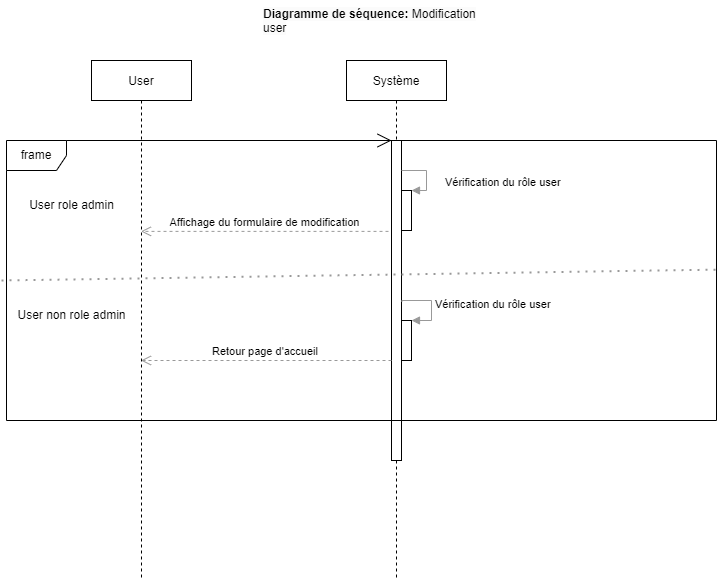 Diagramme de séquence: Modification
user
User
Système
frame
Vérification du rôle user
User role admin
Affichage du formulaire de modification
Vérification du rôle user
User non role admin
Retour page d'accueil